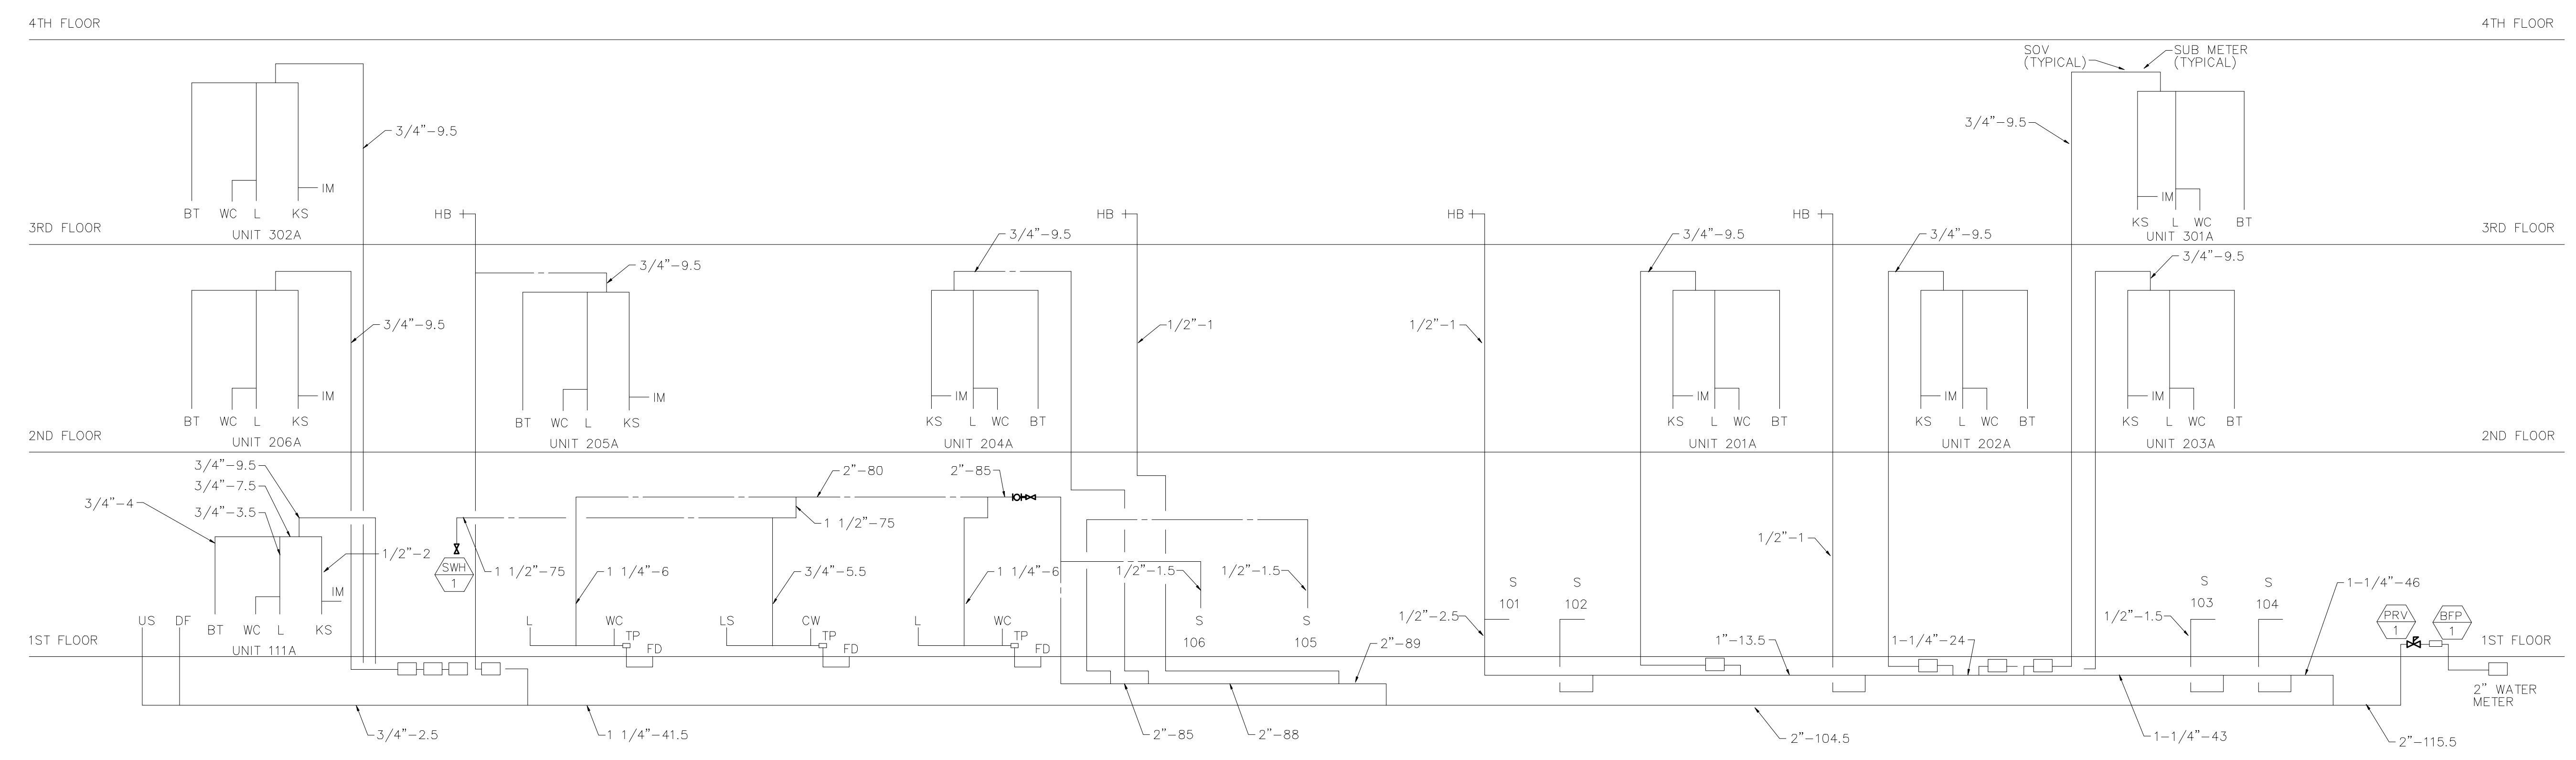 4TH FLOOR
4TH FLOOR
SOV
(TYPICAL)
SUB METER
(TYPICAL)
3/4"-9.5
3/4"-9.5
IM
IM
BT WC L KS
UNIT 302A
HB
HB
HB
HB
KS L WC BT
UNIT 301A
3RD FLOOR
3RD FLOOR
3/4"-9.5
3/4"-9.5
3/4"-9.5
3/4"-9.5
3/4"-9.5
3/4"-9.5
1/2"-1
1/2"-1
IM
IM
IM
IM
IM
IM
BT WC L KS
UNIT 206A
BT WC L KS
UNIT 205A
KS L WC BT
UNIT 204A
KS L WC BT
UNIT 201A
KS L WC BT
UNIT 202A
KS L WC BT
UNIT 203A
2ND FLOOR
2ND FLOOR
3/4"-9.5
3/4"-7.5
3/4"-4
3/4"-3.5
2"-80
2"-85
1 1/2"-75
1/2"-2
SWH
1
1 1/2"-75
1 1/4"-6
3/4"-5.5
1 1/4"-6
1/2"-1.5
1/2"-1.5
1/2"-1
IM
US DF
BT WC L KS
UNIT 111A
L WC
TP
FD
LS CW
TP
FD
L WC
TP
FD
S
106
S
105
1/2"-2.5
S
101
S
102
1/2"-1.5
S
103
S
104
1-1/4"-46
PRV
1
BFP
1
1ST FLOOR
1ST FLOOR
2"-89
1"-13.5
1-1/4"-24
2" WATER
METER
3/4"-2.5
1 1/4"-41.5
2"-85
2"-88
2"-104.5
1-1/4"-43
2"-115.5